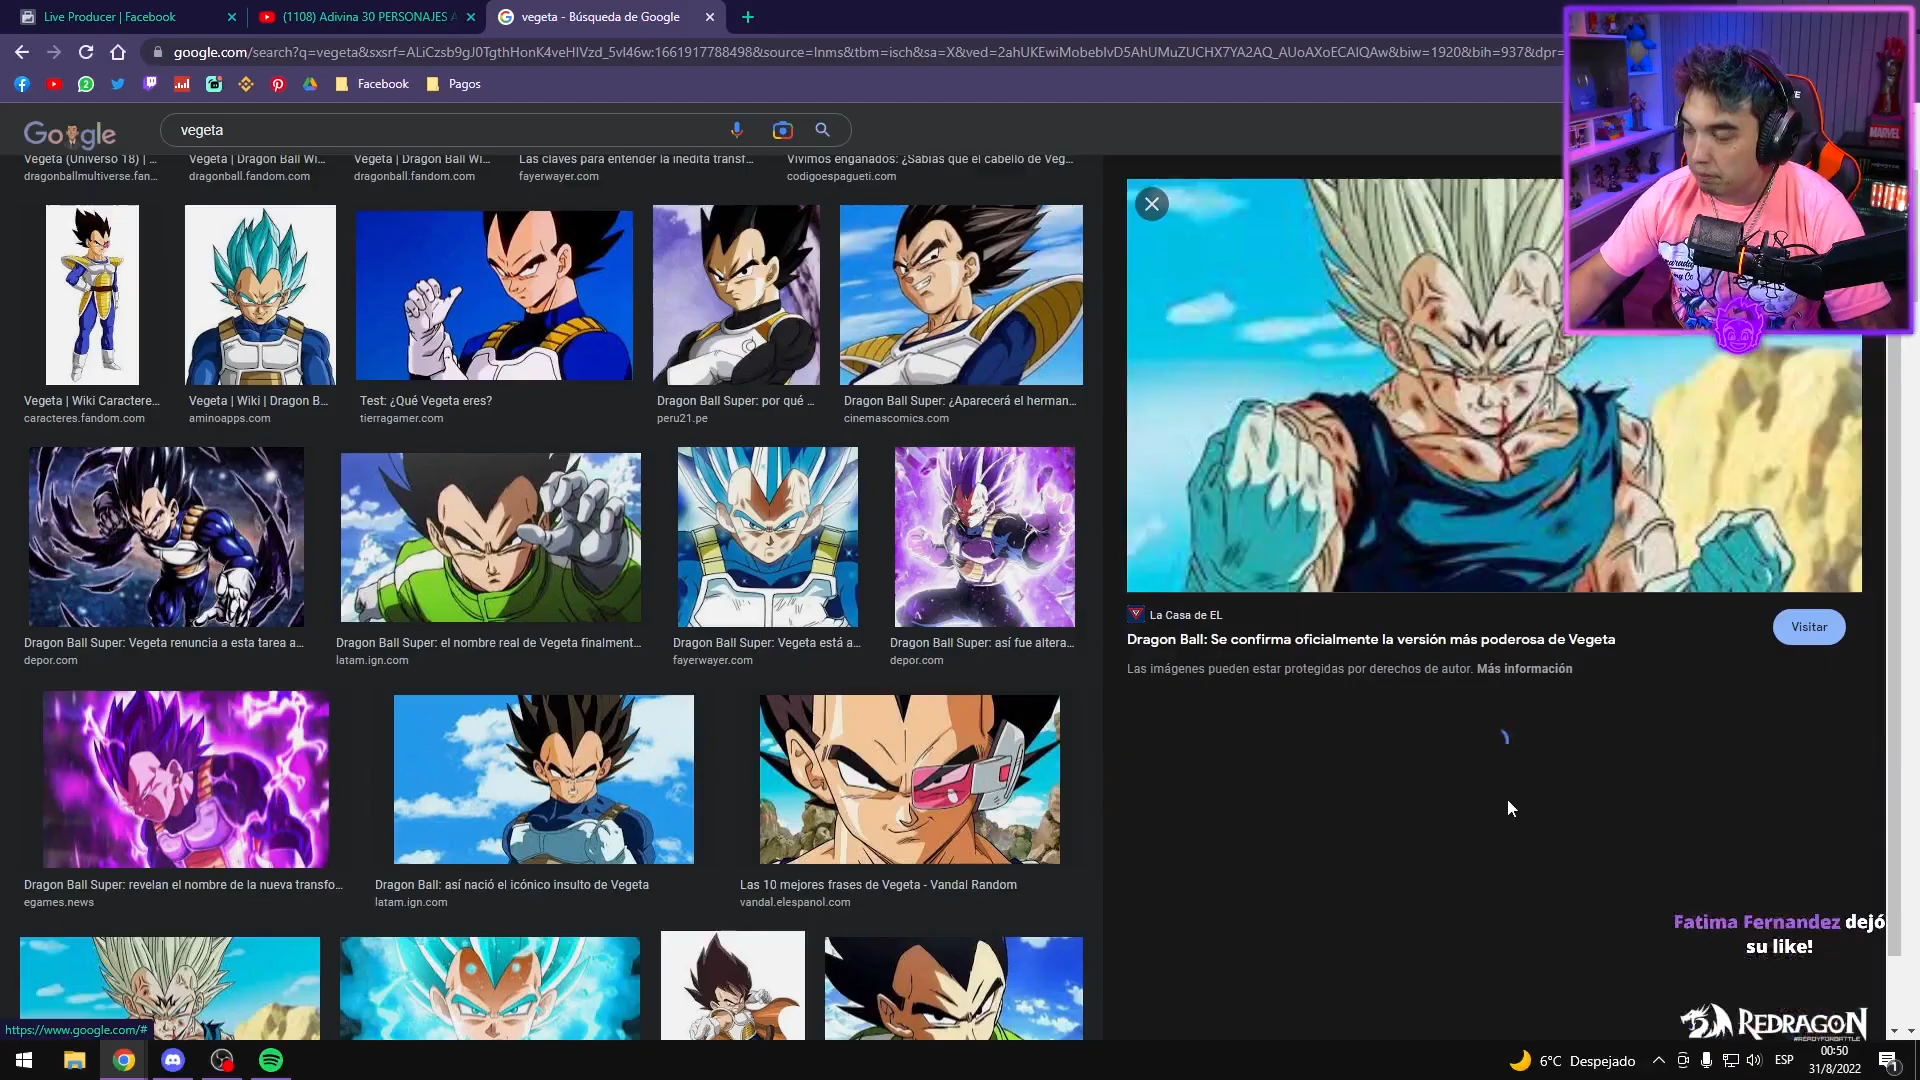 Live Producer | Facebook
(1108) Adivina 30 PERSONAJES A
vegeta - Búsqueda de Google
google.com/search?q=vegeta&sxsrf=ALiCzsb9gJ0TgthHonK4veHIVzd_5vl46w:1661917788498&source=lnms&tbm=isch&sa=X&ved=2ahUKEwiMobeblvD5AhUMuZUCHX7YA2AQ_AUoAXoECAIQAw&biw=1920&bih=937&dpr=
Facebook
Pagos
Google
vegeta
Vegeta (Universo 18) | ...
Vegeta | Dragon Ball Wi...
Vegeta | Dragon Ball Wi...
Las claves para entender la inédita transf...
Vivimos engañados: ¿Sabías que el cabello de Veg...
dragonballmultiverse.fan...
dragonball.fandom.com
dragonball.fandom.com
fayerwayer.com
codigoespagueti.com
MARVEL
Vegeta | Wiki Caractere...
Vegeta | Wiki | Dragon B...
Test: ¿Qué Vegeta eres?
Dragon Ball Super: por qué ...
Dragon Ball Super: ¿Aparecerá el herman...
caracteres.fandom.com
aminoapps.com
tierragamer.com
peru21.pe
cinemascomics.com
La Casa de EL
Dragon Ball: Se confirma oficialmente la versión más poderosa de Vegeta
Visitar
Las imágenes pueden estar protegidas por derechos de autor. Más información
Dragon Ball Super: Vegeta renuncia a esta tarea a...
Dragon Ball Super: el nombre real de Vegeta finalment...
Dragon Ball Super: Vegeta está a...
Dragon Ball Super: así fue altera...
depor.com
latam.ign.com
fayerwayer.com
depor.com
Dragon Ball Super: revelan el nombre de la nueva transfo...
Dragon Ball: así nació el icónico insulto de Vegeta
Las 10 mejores frases de Vegeta - Vandal Random
egames.news
latam.ign.com
vandal.elespanol.com
Fatima Fernandez dejó
su like!
https://www.google.com/#
REDRAGON
#READYFORBATTLE
6°C Despejado
ESP
00:50
31/8/2022
1